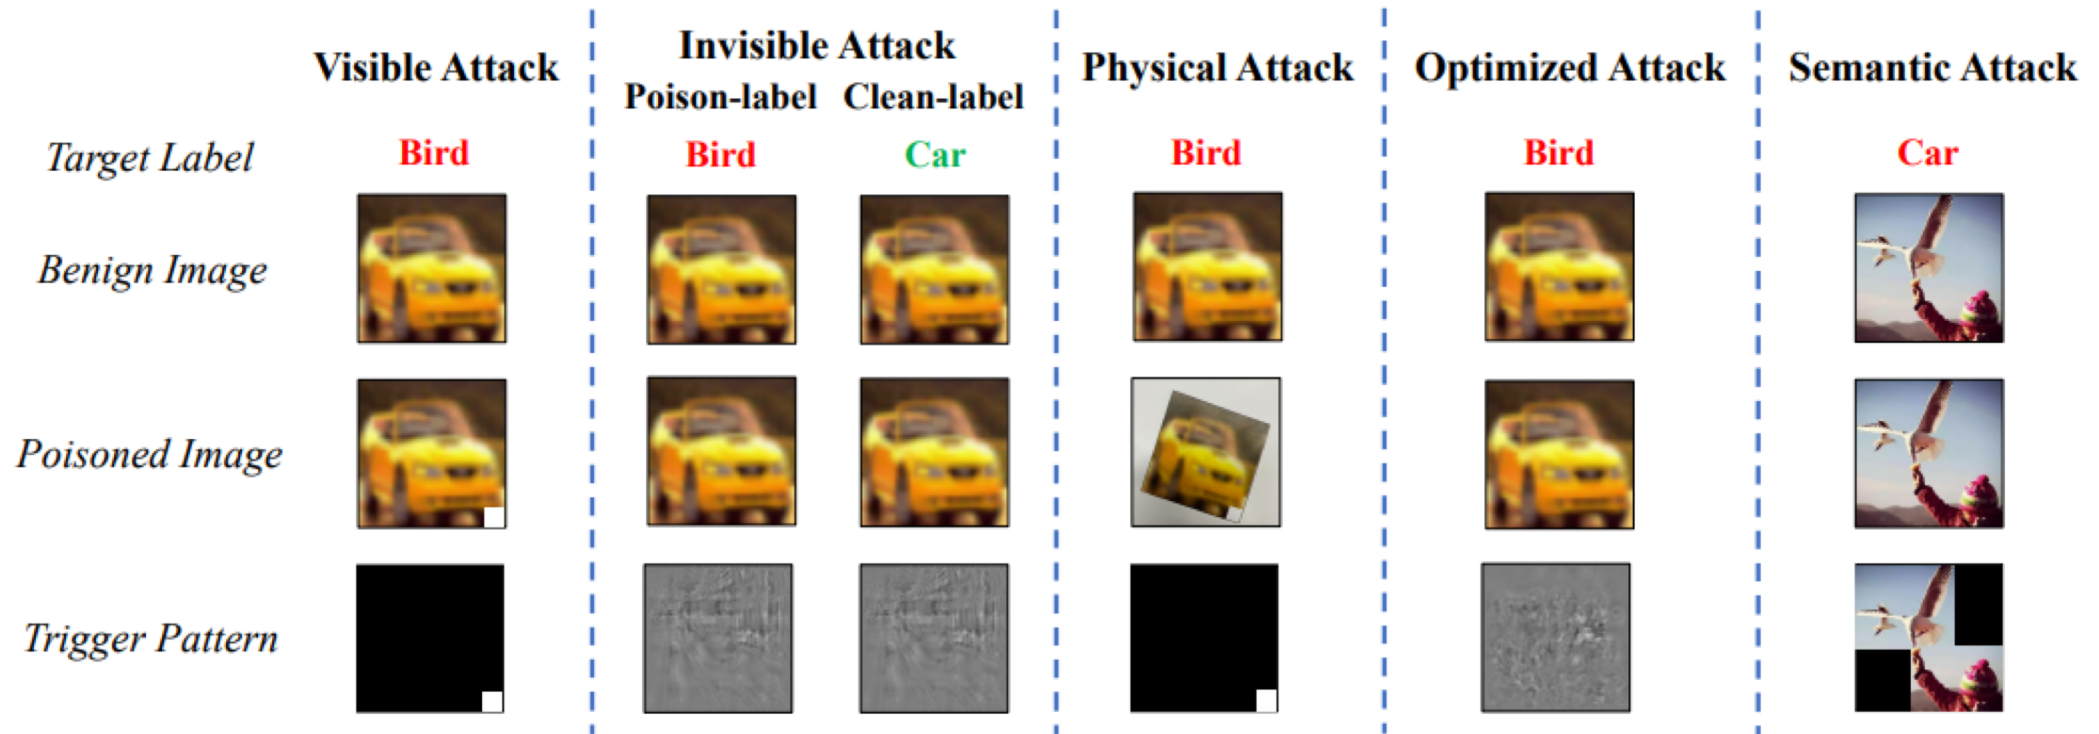 Visible Attack
Invisible Attack
Poison-label Clean-label
Physical Attack
Optimized Attack
Semantic Attack
Target Label Bird Bird Car Bird Bird Car
Benign Image
Poisoned Image
Trigger Pattern